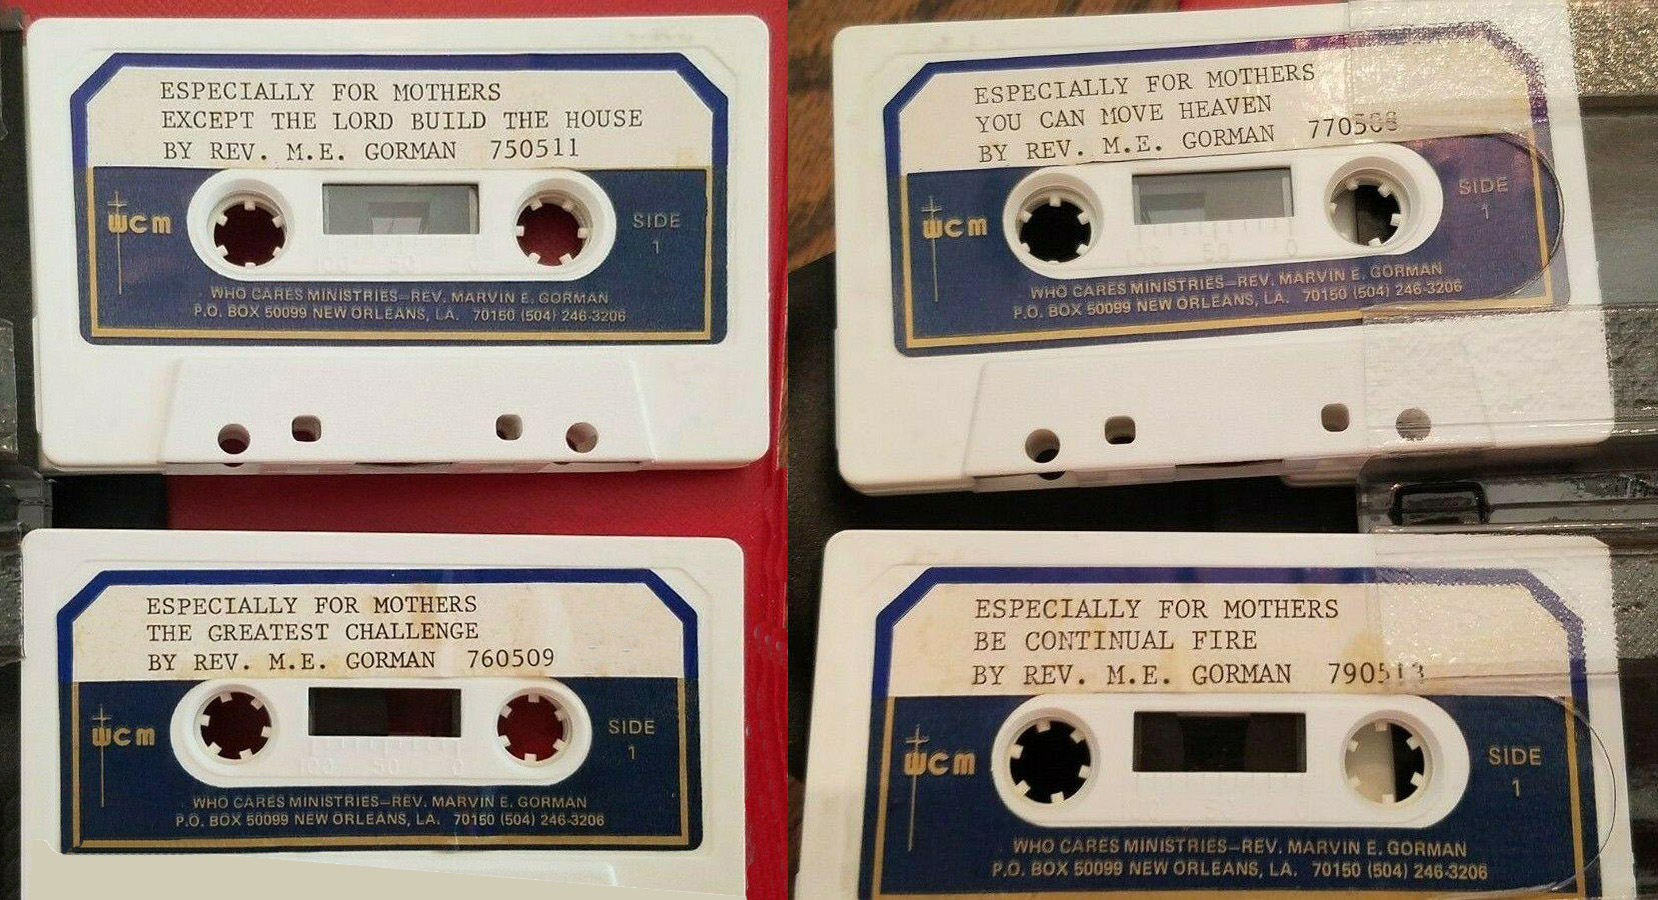 ESPECIALLY FOR MOTHERS
EXCEPT THE LORD BUILD THE HOUSE
BY REV. M.E. GORMAN 750511
wcm
SIDE
1
100 50 0
WHO CARES MINISTRIES—REV. MARVIN E. GORMAN
P.O. BOX 50099 NEW ORLEANS, LA. 70150 (504) 246-3206
ESPECIALLY FOR MOTHERS
YOU CAN MOVE HEAVEN
BY REV. M.E. GORMAN 770508
wcm
SIDE
1
100 50 0
WHO CARES MINISTRIES—REV. MARVIN E. GORMAN
P.O. BOX 50099 NEW ORLEANS, LA. 70150 (504) 246-3206
ESPECIALLY FOR MOTHERS
THE GREATEST CHALLENGE
BY REV. M.E. GORMAN 760509
wcm
SIDE
1
100 50 0
WHO CARES MINISTRIES—REV. MARVIN E. GORMAN
P.O. BOX 50099 NEW ORLEANS, LA. 70150 (504) 246-3206
ESPECIALLY FOR MOTHERS
BE CONTINUAL FIRE
BY REV. M.E. GORMAN 790513
wcm
SIDE
1
WHO CARES MINISTRIES—REV. MARVIN E. GORMAN
P.O. BOX 50099 NEW ORLEANS, LA. 70150 (504) 246-3206